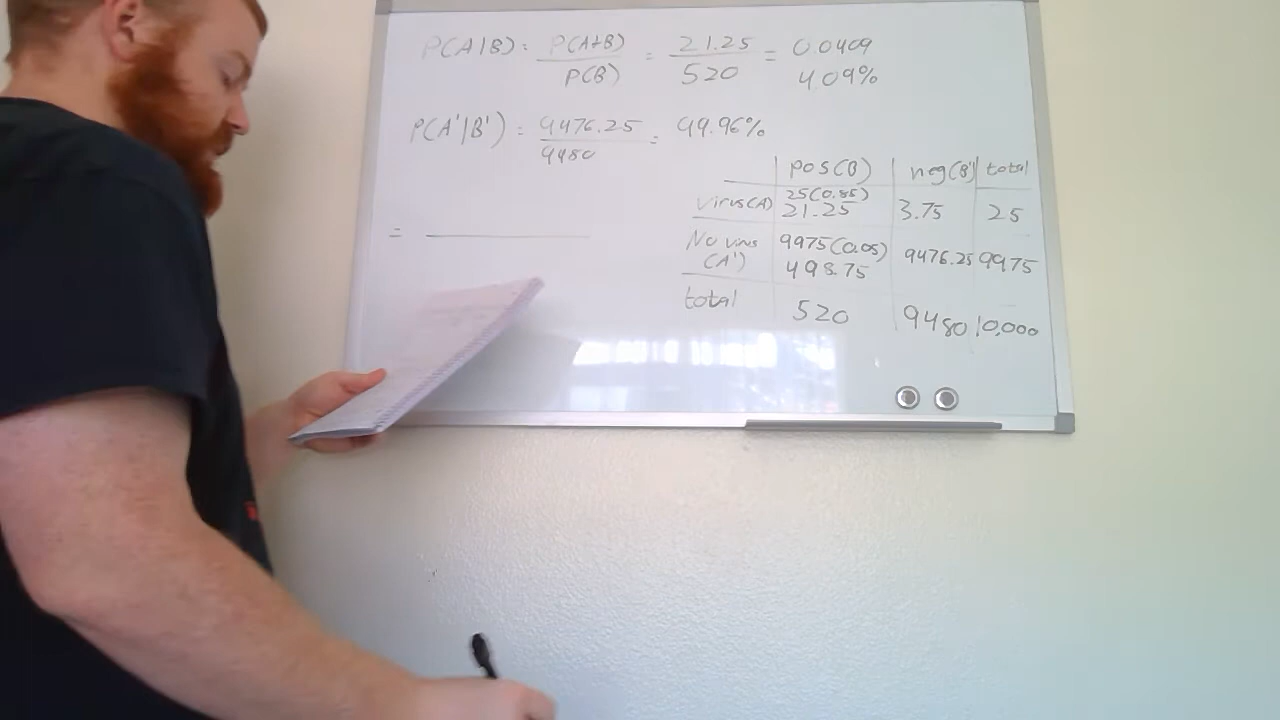 P(A|B) = P(A+B) / P(B) = 21.25 / 520 = 0.0409
4.09%
P(A'|B') = 9476.25 / 9480 = 99.96%
pos(B) neg(B') total
virus(A) 25(0.85) 21.25 3.75 25
No virus (A') 9975(0.05) 498.75 9476.25 9975
total 520 9480 10,000
=